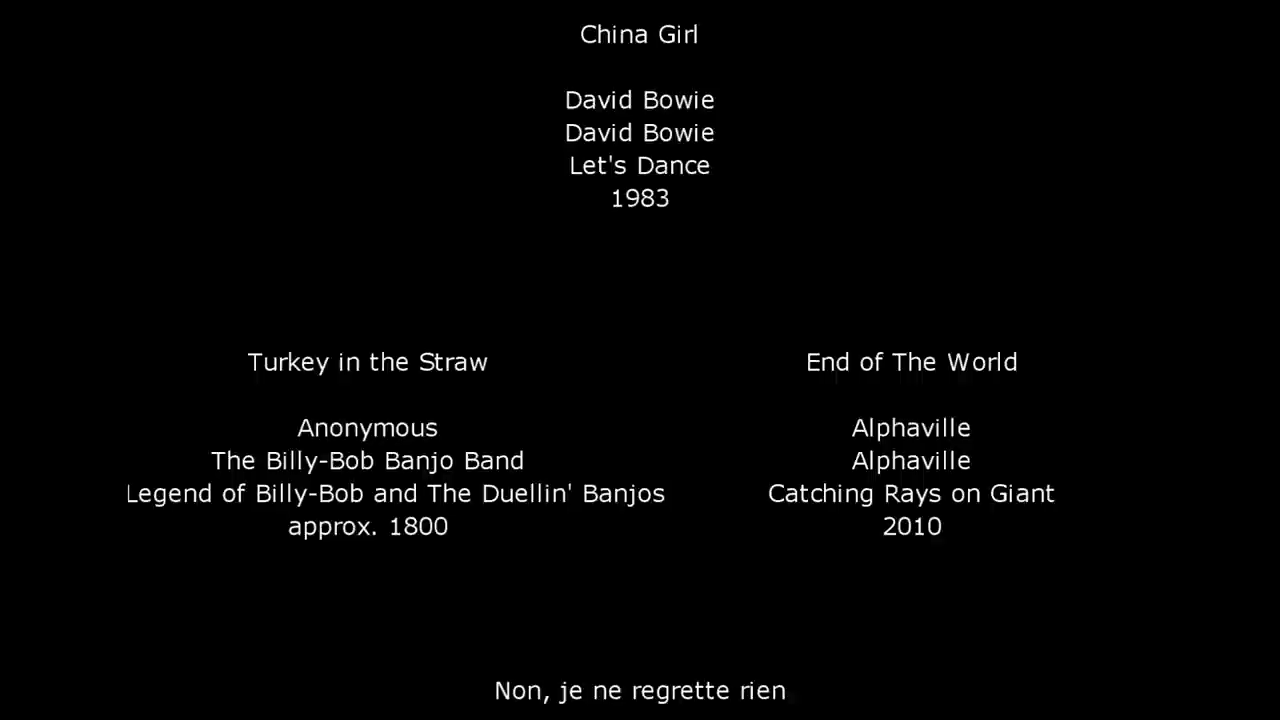 China Girl
David Bowie
David Bowie
Let's Dance
1983
Turkey in the Straw
Anonymous
The Billy-Bob Banjo Band
Legend of Billy-Bob and The Duellin' Banjos
approx. 1800
End of The World
Alphaville
Alphaville
Catching Rays on Giant
2010
Non, je ne regrette rien